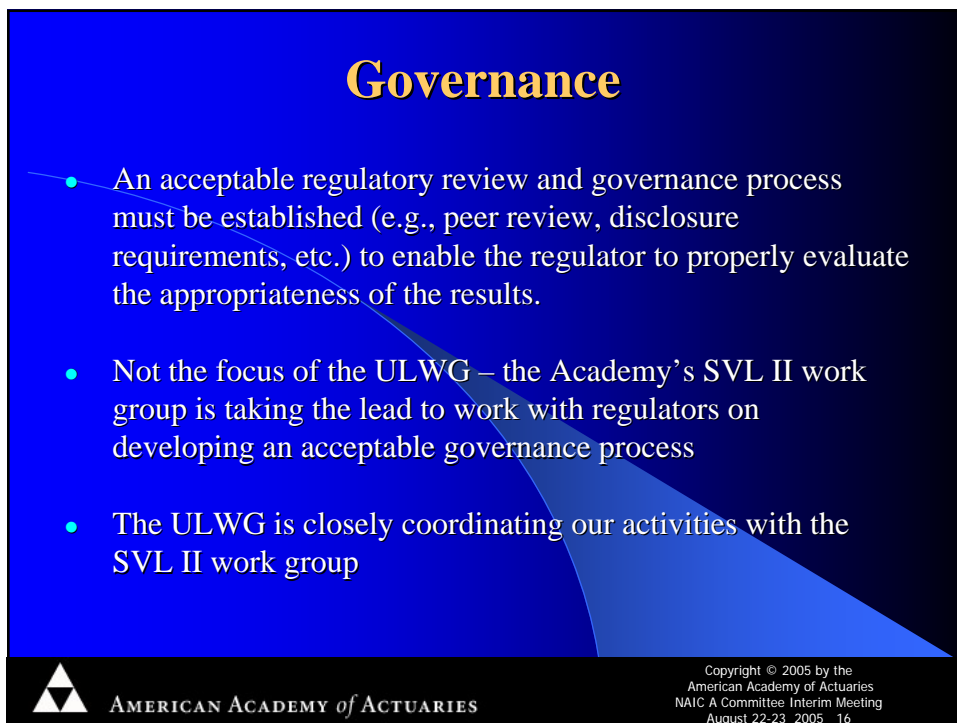 Governance
● An acceptable regulatory review and governance process
must be established (e.g., peer review, disclosure
requirements, etc.) to enable the regulator to properly evaluate
the appropriateness of the results.
● Not the focus of the ULWG – the Academy’s SVL II work
group is taking the lead to work with regulators on
developing an acceptable governance process
● The ULWG is closely coordinating our activities with the
SVL II work group
AMERICAN ACADEMY of ACTUARIES
Copyright © 2005 by the
American Academy of Actuaries
NAIC A Committee Interim Meeting
August 22-23 2005 16